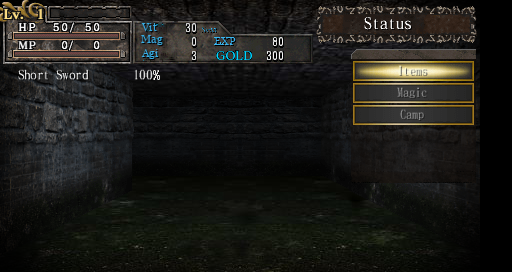 Lv. 1
HP 50/ 50
MP 0/ 0
Vit 30
Mag 0
Agi 3
EXP 80
GOLD 300
Short Sword 100%
Status
Items
Magic
Camp